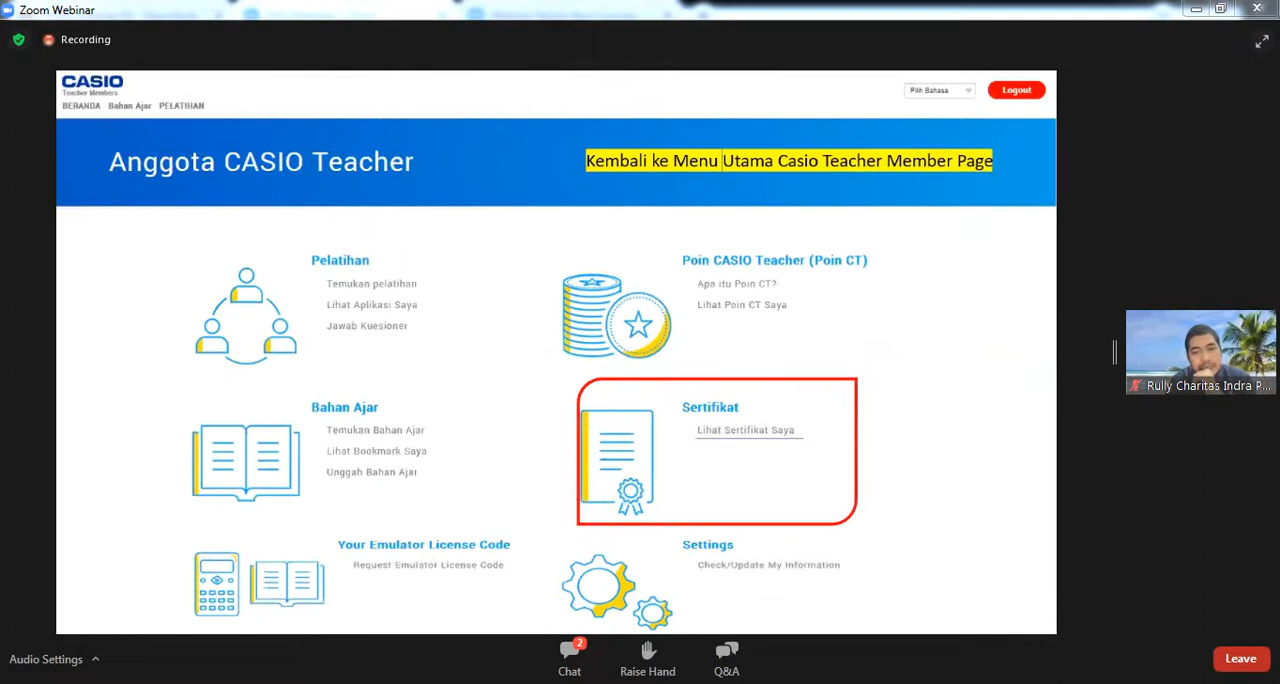 Zoom Webinar
Recording
CASIO
Teacher Members
BERANDA Bahan Ajar PELATIHAN
Pilih Bahasa
Logout
Anggota CASIO Teacher
Kembali ke Menu Utama Casio Teacher Member Page
Pelatihan
Temukan pelatihan
Lihat Aplikasi Saya
Jawab Kuesioner
Poin CASIO Teacher (Poin CT)
Apa itu Poin CT?
Lihat Poin CT Saya
Bahan Ajar
Temukan Bahan Ajar
Lihat Bookmark Saya
Unggah Bahan Ajar
Sertifikat
Lihat Sertifikat Saya
Your Emulator License Code
Request Emulator License Code
Settings
Check/Update My Information
Rully Charitas Indra P...
Audio Settings
2
Chat
Raise Hand
Q&A
Leave